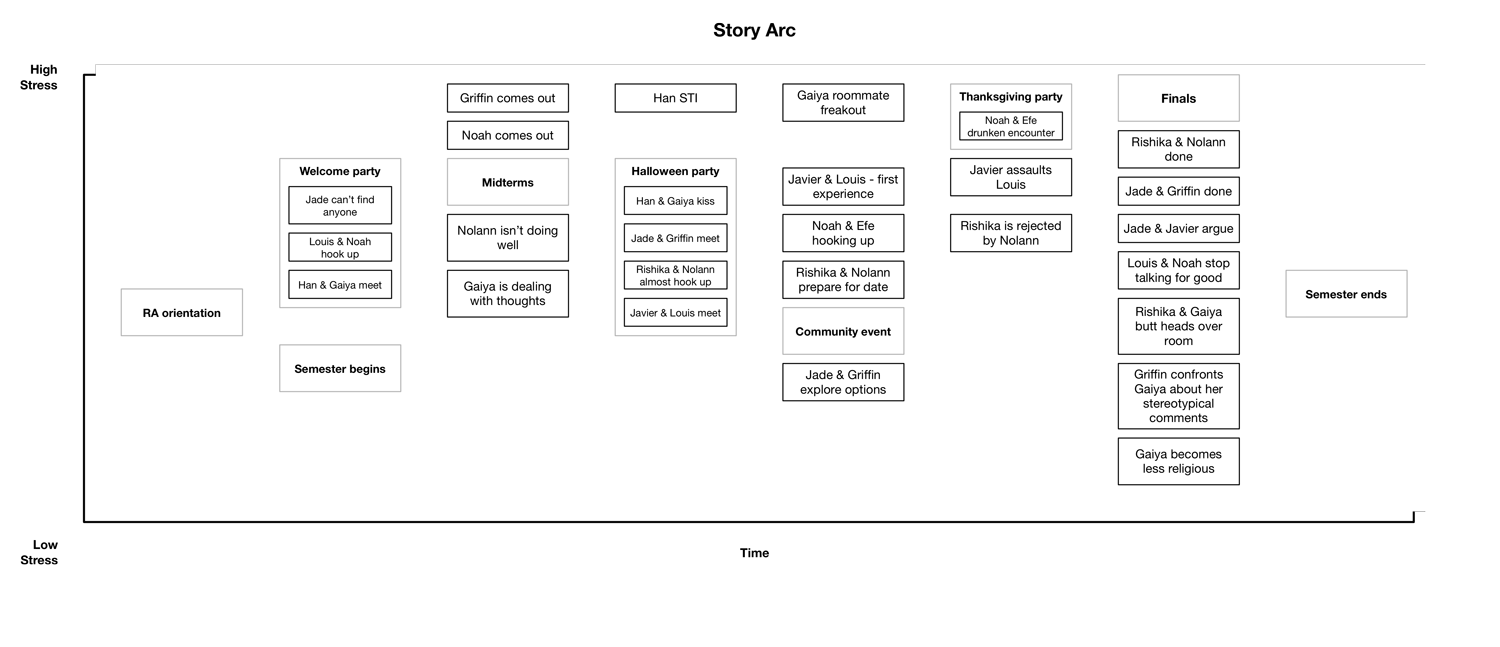 Story Arc
High
Stress
RA orientation
Welcome party
Jade can't find
anyone
Louis & Noah
hook up
Han & Gaiya meet
Semester begins
Griffin comes out
Noah comes out
Midterms
Nolann isn't doing
well
Gaiya is dealing
with thoughts
Han STI
Halloween party
Han & Gaiya kiss
Jade & Griffin meet
Rishika & Nolann
almost hook up
Javier & Louis meet
Gaiya roommate
freakout
Javier & Louis - first
experience
Noah & Efe
hooking up
Rishika & Nolann
prepare for date
Community event
Jade & Griffin
explore options
Thanksgiving party
Noah & Efe
drunken encounter
Javier assaults
Louis
Rishika is rejected
by Nolann
Finals
Rishika & Nolann
done
Jade & Griffin done
Jade & Javier argue
Louis & Noah stop
talking for good
Rishika & Gaiya
butt heads over
room
Griffin confronts
Gaiya about her
stereotypical
comments
Gaiya becomes
less religious
Semester ends
Low
Stress
Time